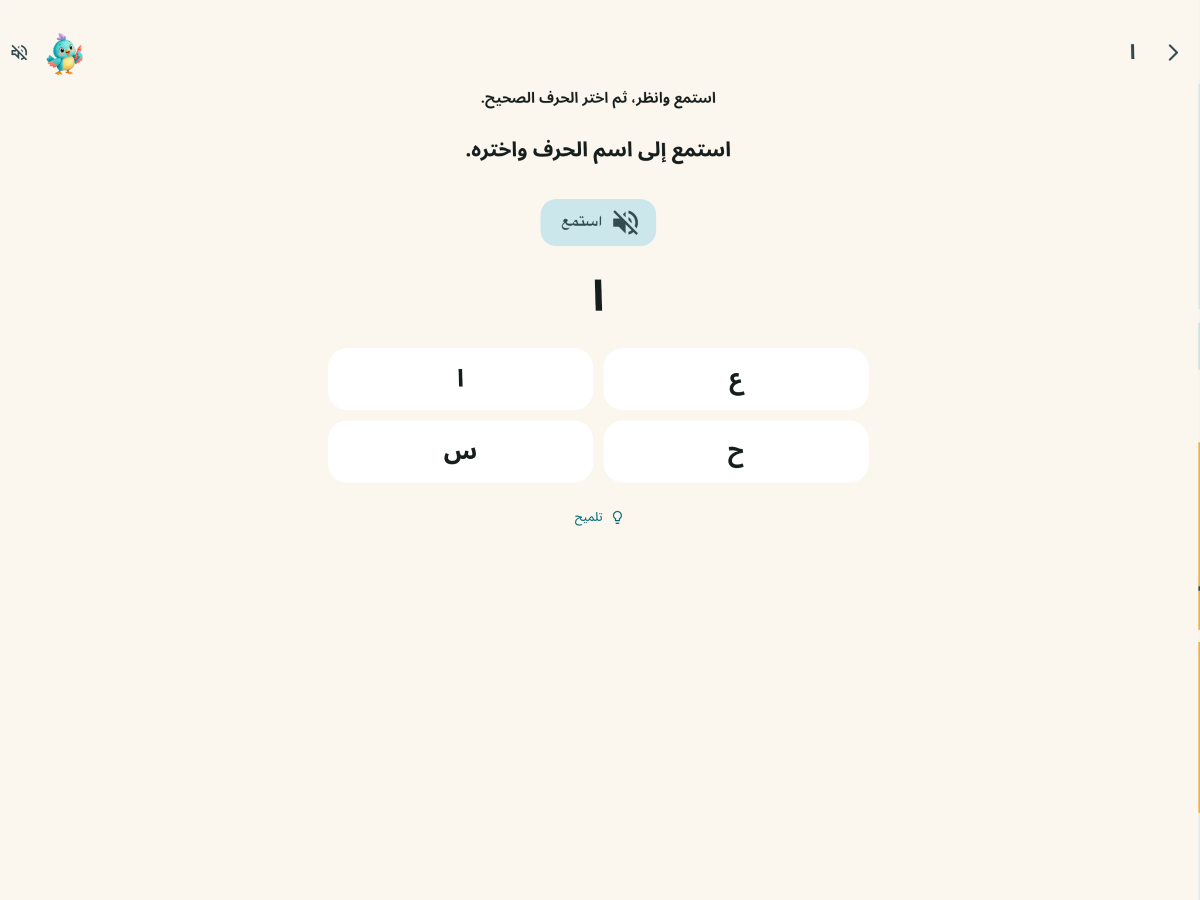 ا
استمع وانظر، ثم اختر الحرف الصحيح.
استمع إلى اسم الحرف واختره.
استمع
ا
ع
ا
ح
س
تلميح